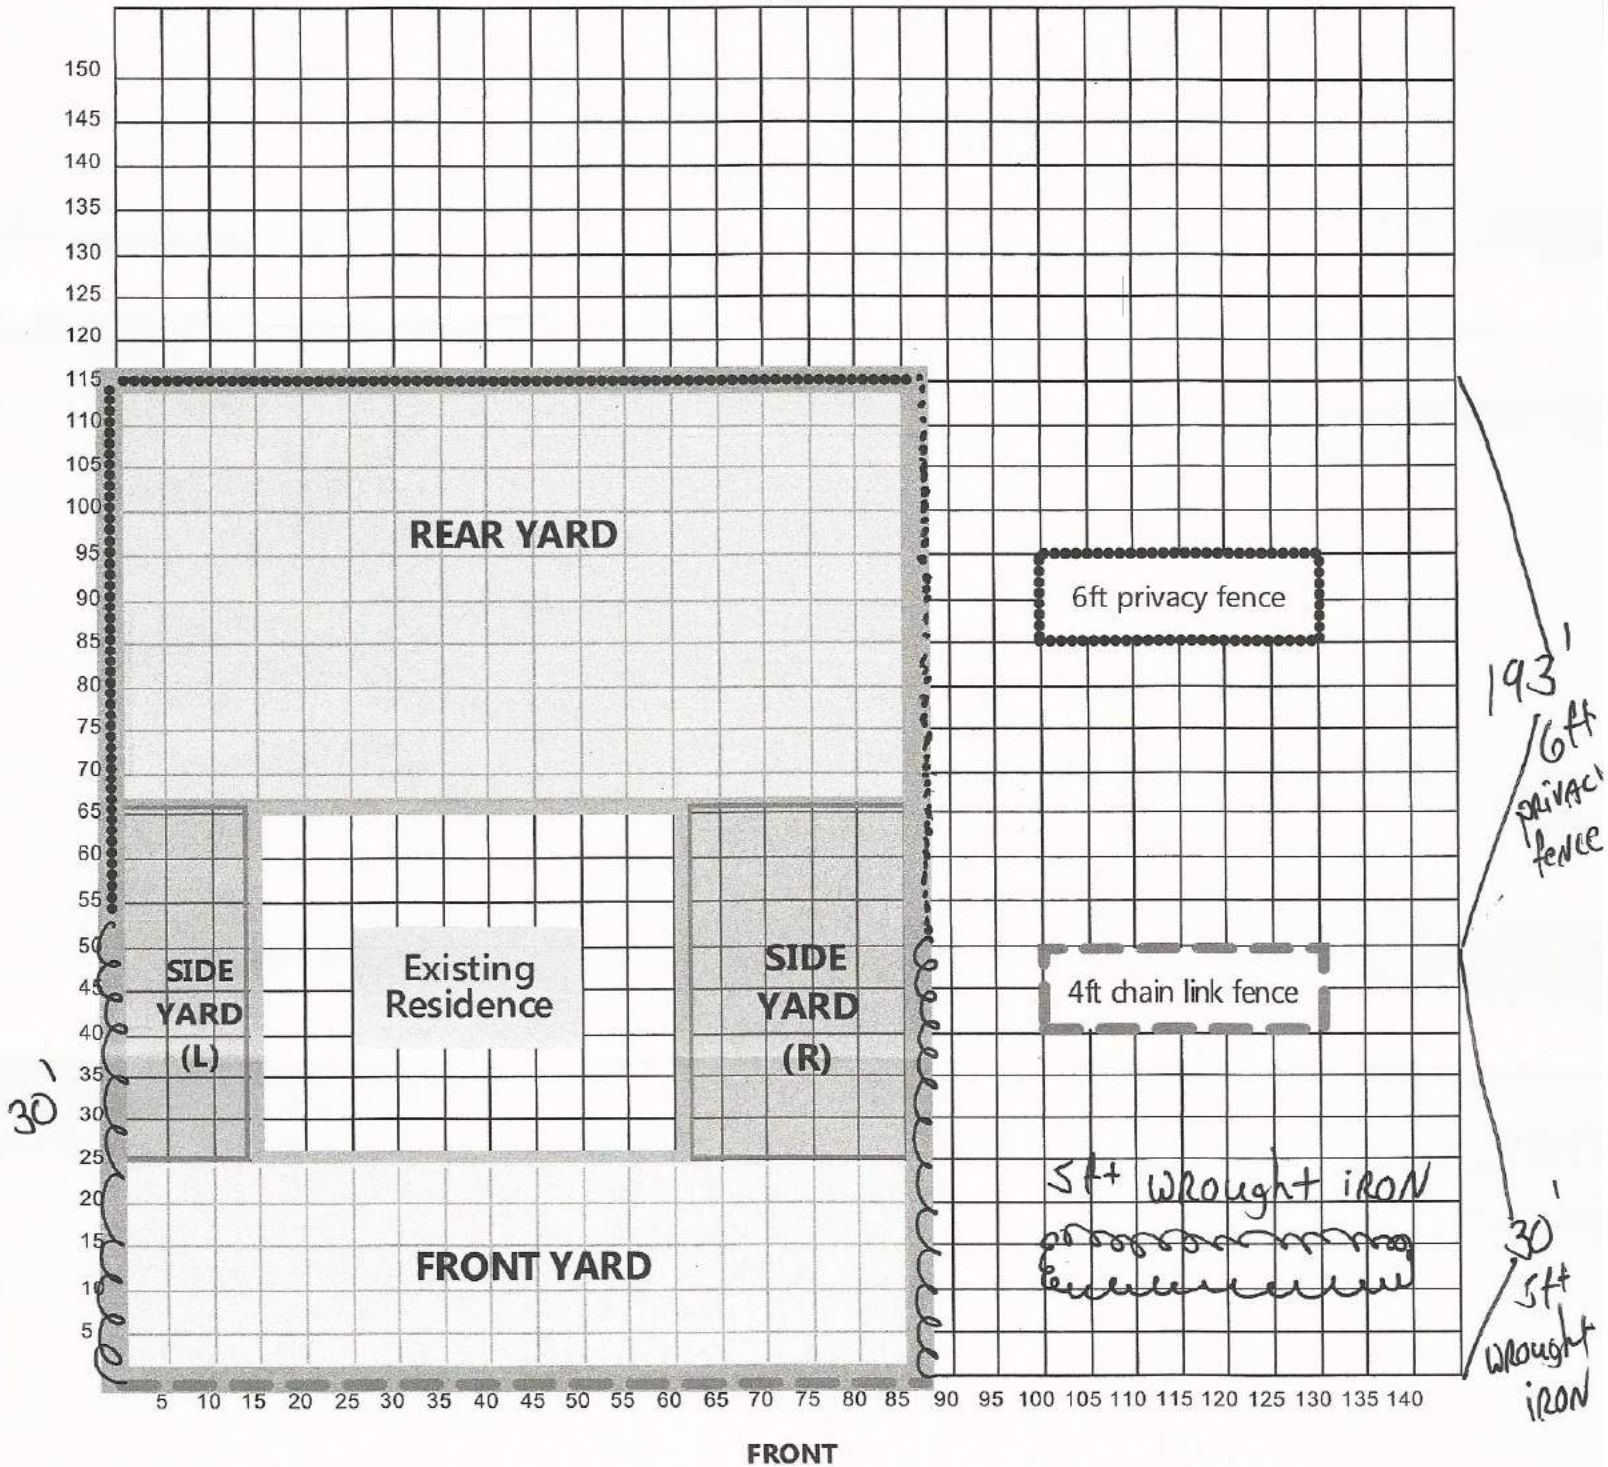 150
145
140
135
130
125
120
115
110
105
100
95
90
85
80
75
70
65
60
55
50
45
40
35
30
25
20
15
10
5
REAR YARD
6ft privacy fence
193'
6ft
privacy
fence
SIDE
YARD
(L)
Existing
Residence
SIDE
YARD
(R)
4ft chain link fence
30'
5ft wrought iron
FRONT YARD
30'
5ft
wrought
iron
5 10 15 20 25 30 35 40 45 50 55 60 65 70 75 80 85 90 95 100 105 110 115 120 125 130 135 140
FRONT